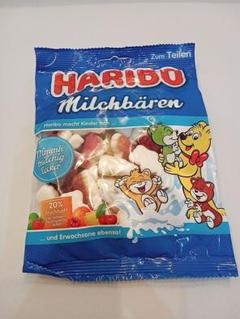 Zum Teilen
HARIBO
Milchbären
Haribo macht Kinder froh ...
20%
... und Erwachsene ebenso!